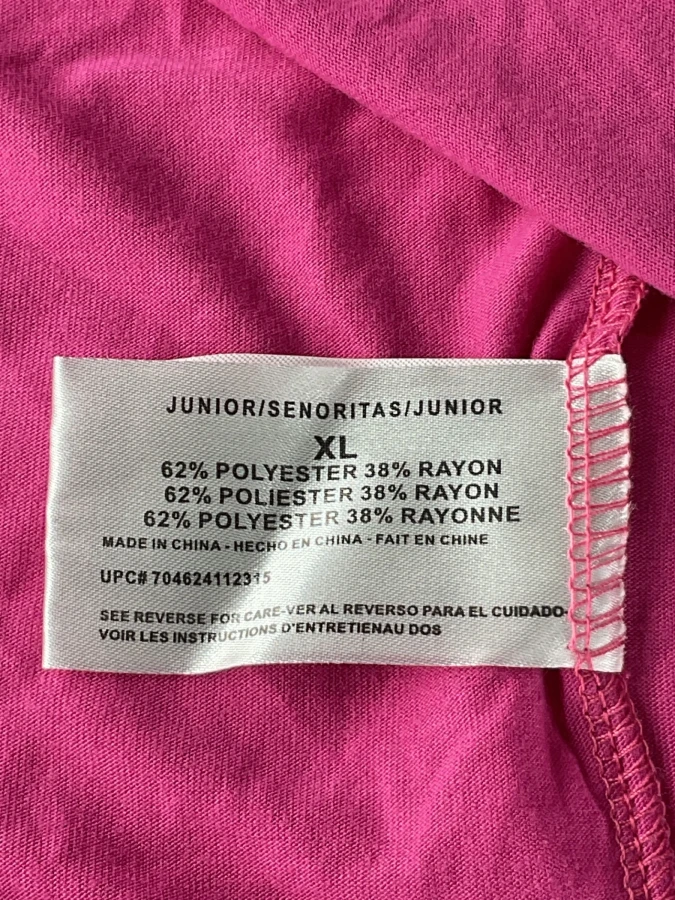 JUNIOR/SENORITAS/JUNIOR
XL
62% POLYESTER 38% RAYON
62% POLIESTER 38% RAYON
62% POLYESTER 38% RAYONNE
MADE IN CHINA - HECHO EN CHINA - FAIT EN CHINE
UPC# 704624112315
SEE REVERSE FOR CARE-VER AL REVERSO PARA EL CUIDADO-
VOIR LES INSTRUCTIONS D'ENTRETIENAU DOS